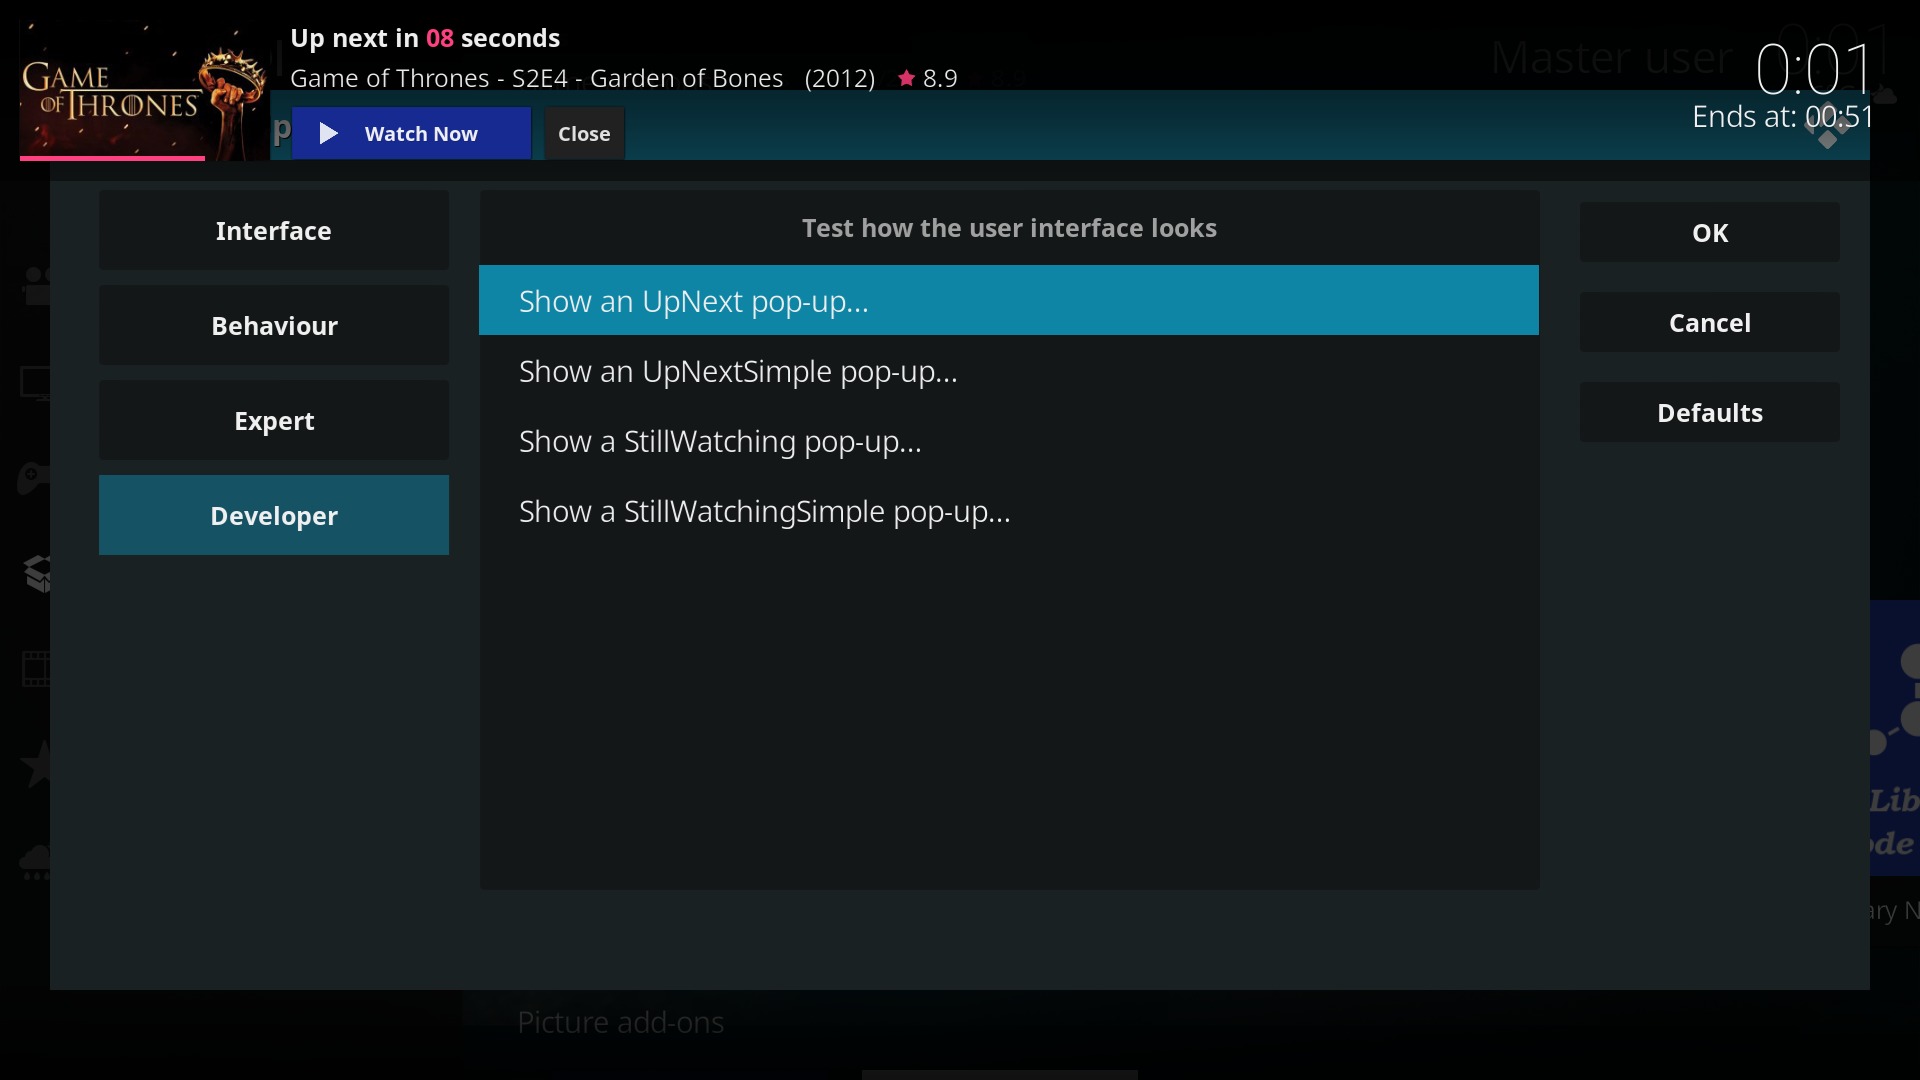 Up next in 08 seconds
Game of Thrones - S2E4 - Garden of Bones (2012) ★ 8.9
GAME
OF THRONES
Watch Now
Close
Master user
0:01
Ends at: 00:51
Interface
Behaviour
Expert
Developer
Test how the user interface looks
Show an UpNext pop-up...
Show an UpNextSimple pop-up...
Show a StillWatching pop-up...
Show a StillWatchingSimple pop-up...
OK
Cancel
Defaults
Lib
ode
ary N
Picture add-ons